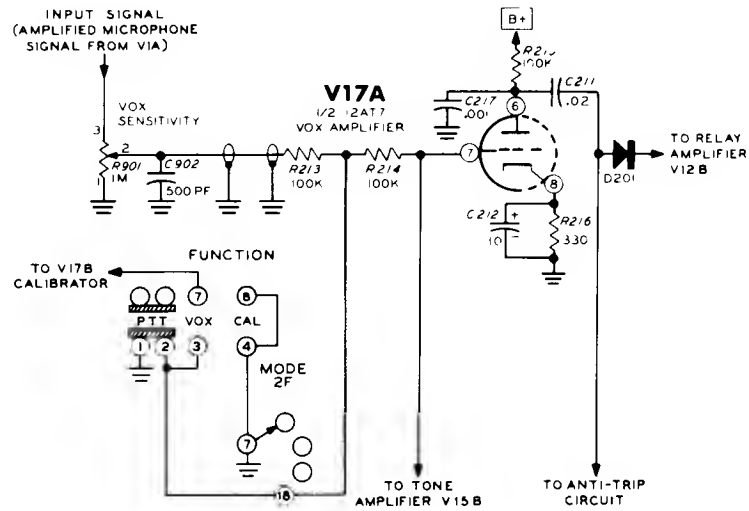 INPUT SIGNAL
(AMPLIFIED MICROPHONE
SIGNAL FROM V1A)
VOX
SENSITIVITY
3
2
1
R901
1M
C902
500 PF
V17A
1/2 12AT7
VOX AMPLIFIER
R213
100K
R214
100K
B+
100K
C217
.001
C211
.02
6
7
8
D201
TO RELAY
AMPLIFIER
V12B
C212
+
10
R216
330
FUNCTION
TO V17B
CALIBRATOR
7
8
PTT
VOX
CAL
1
2
3
4
MODE
2F
7
18
TO TONE
AMPLIFIER V15B
TO ANTI-TRIP
CIRCUIT